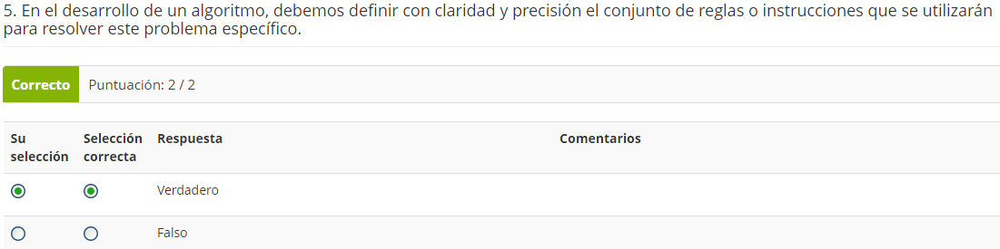 5. En el desarrollo de un algoritmo, debemos definir con claridad y precisión el conjunto de reglas o instrucciones que se utilizarán
para resolver este problema específico.
Correcto Puntuación: 2 / 2
Su selección Selección correcta Respuesta Comentarios
Verdadero
Falso